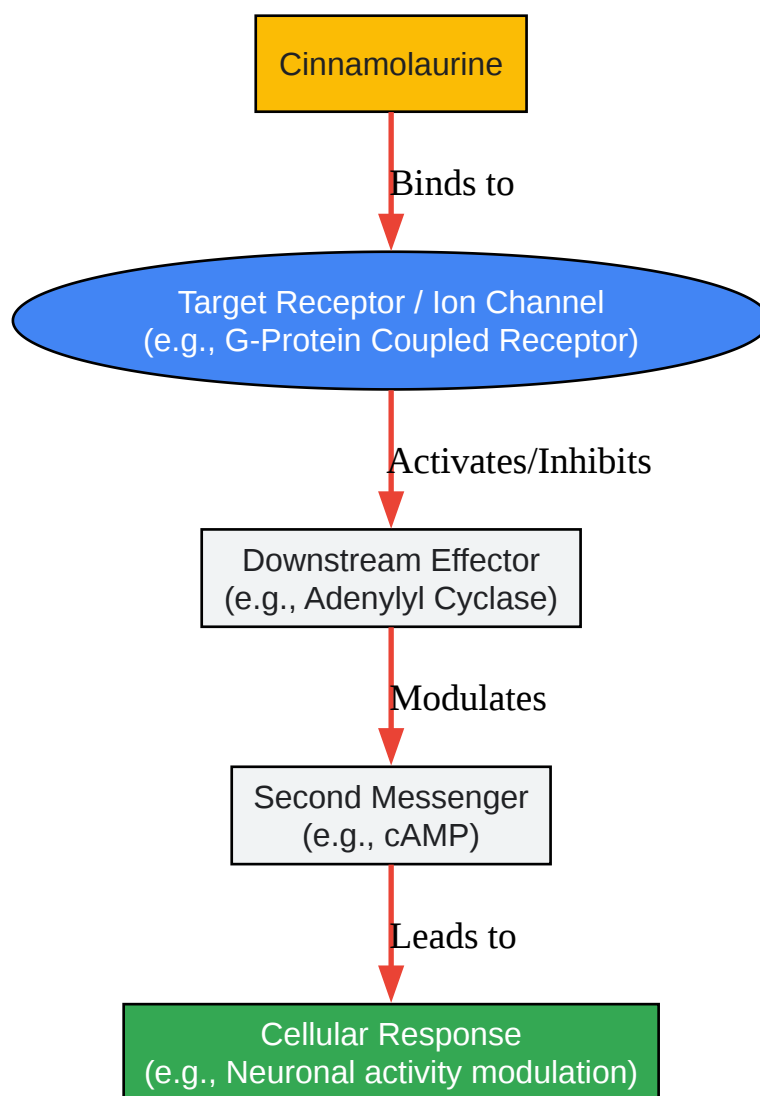 Cinnamolaurine
Binds to
Target Receptor / Ion Channel
(e.g., G-Protein Coupled Receptor)
Activates/Inhibits
Downstream Effector
(e.g., Adenylyl Cyclase)
Modulates
Second Messenger
(e.g., cAMP)
Leads to
Cellular Response
(e.g., Neuronal activity modulation)